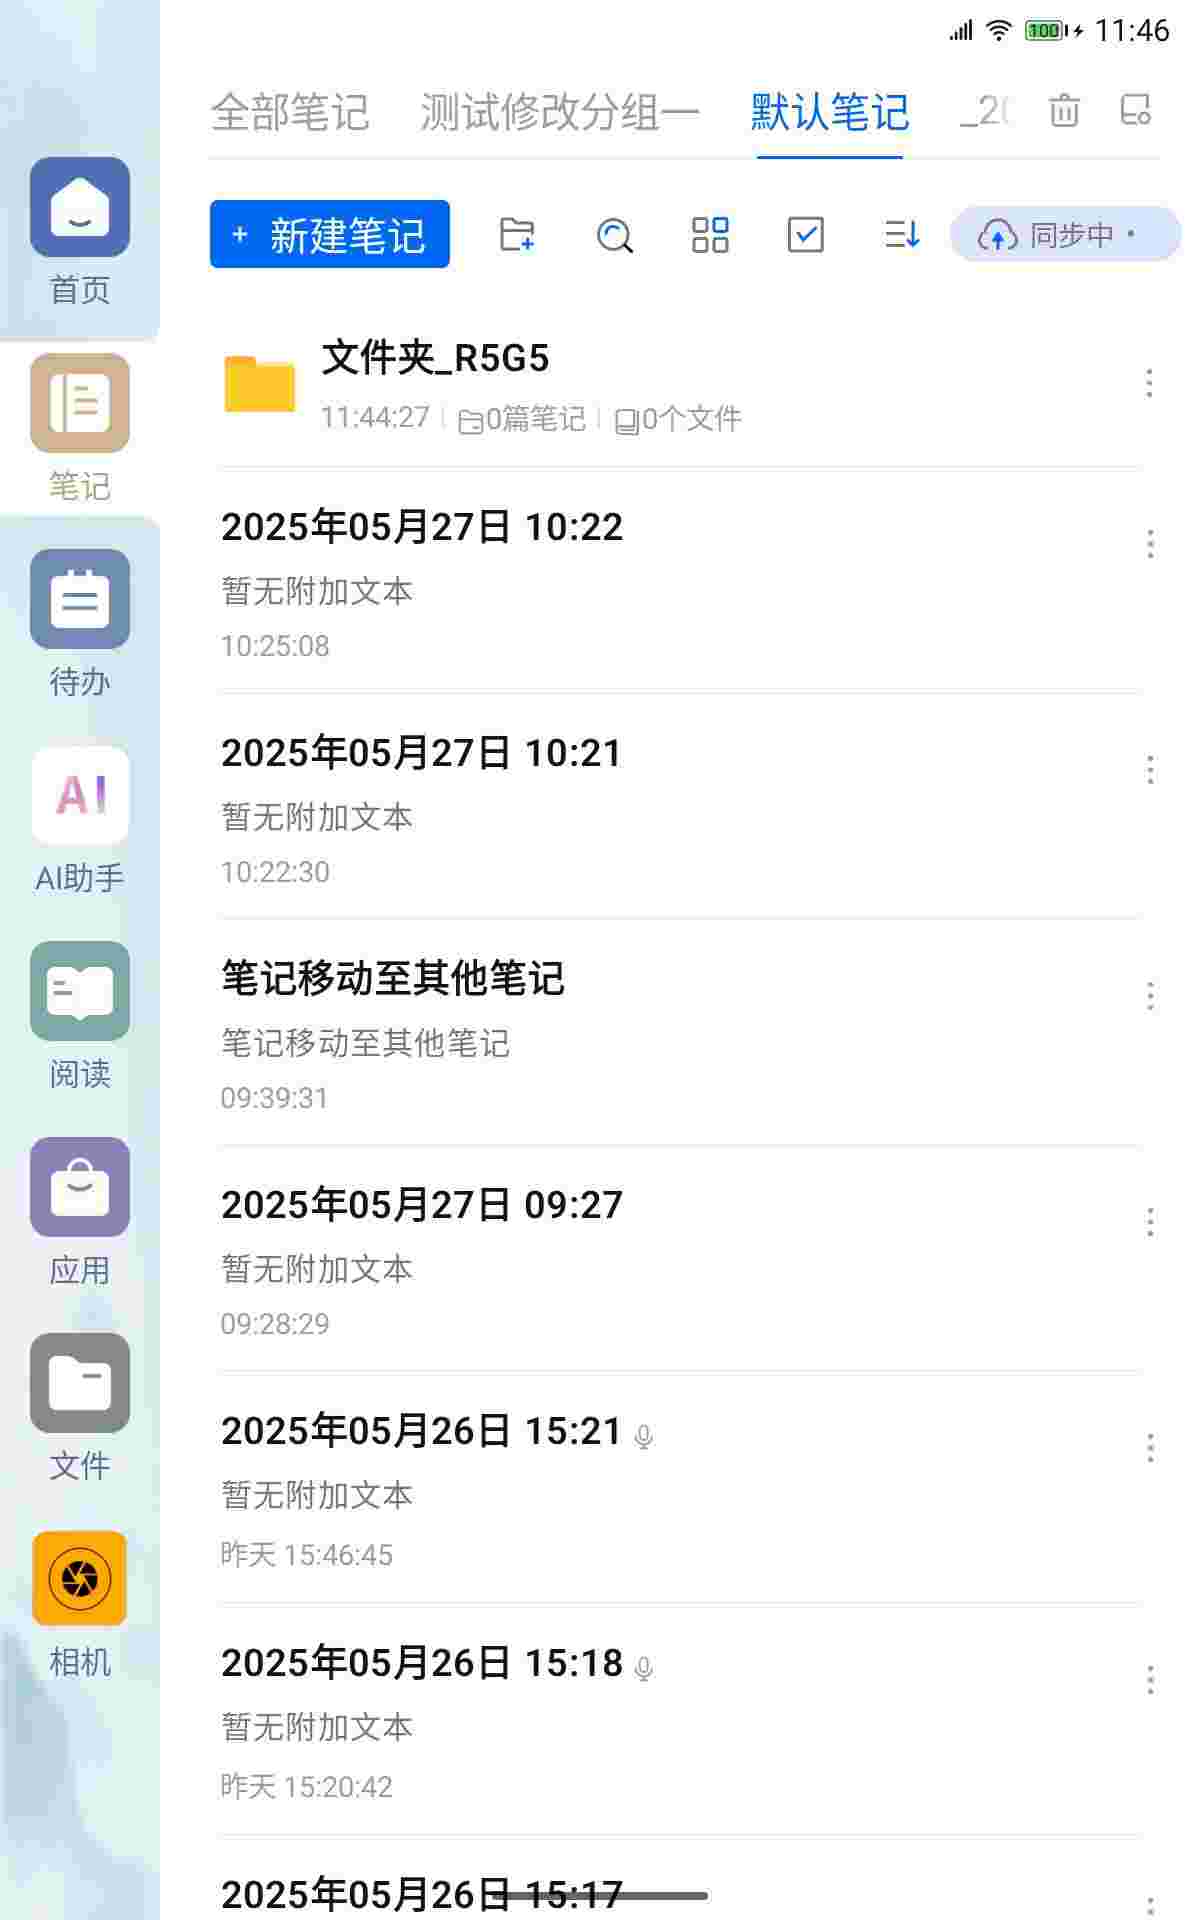 100 11:46
全部笔记 测试修改分组一 默认笔记 _20
+ 新建笔记 同步中
首页
文件夹_R5G5
11:44:27 0篇笔记 0个文件
笔记
2025年05月27日 10:22
暂无附加文本
10:25:08
待办
2025年05月27日 10:21
暂无附加文本
10:22:30
AI
AI助手
笔记移动至其他笔记
笔记移动至其他笔记
09:39:31
阅读
2025年05月27日 09:27
暂无附加文本
09:28:29
应用
2025年05月26日 15:21
暂无附加文本
昨天 15:46:45
文件
2025年05月26日 15:18
暂无附加文本
昨天 15:20:42
相机
2025年05月26日 15:17